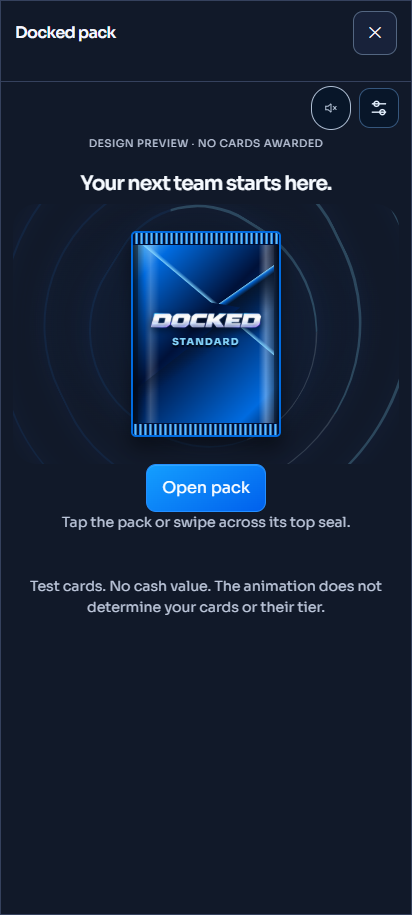 Docked pack
DESIGN PREVIEW · NO CARDS AWARDED
Your next team starts here.
DOCKED
STANDARD
Open pack
Tap the pack or swipe across its top seal.
Test cards. No cash value. The animation does not
determine your cards or their tier.